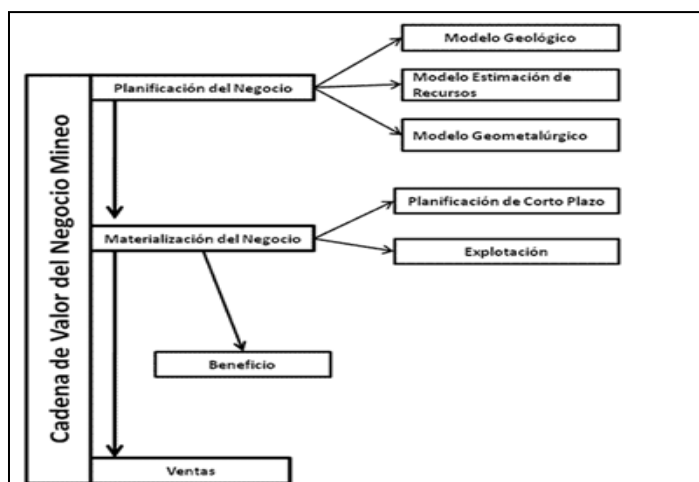 Cadena de Valor del Negocio Mineo
Planificación del Negocio
Modelo Geológico
Modelo Estimación de
Recursos
Modelo Geometalúrgico
Materialización del Negocio
Planificación de Corto Plazo
Explotación
Beneficio
Ventas